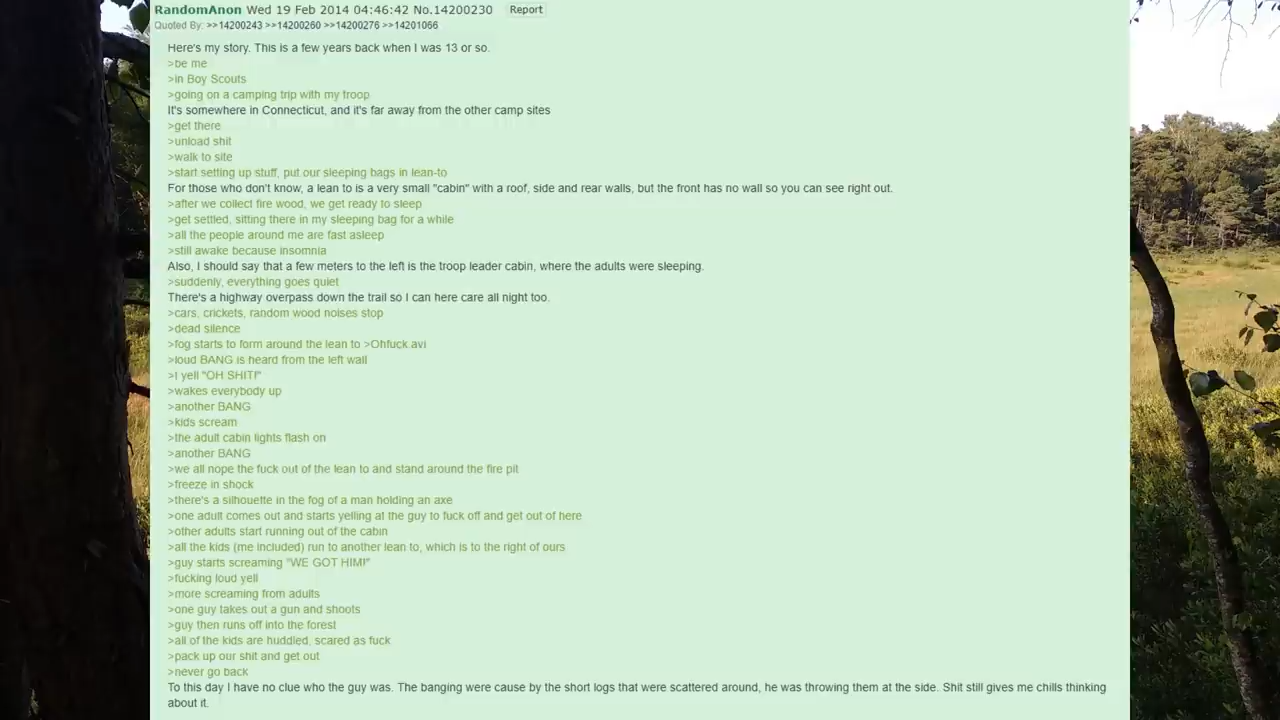 RandomAnon Wed 19 Feb 2014 04:46:42 No.14200230 Report
Quoted By: >>14200243 >>14200260 >>14200276 >>14201066
Here's my story. This is a few years back when I was 13 or so.
>be me
>in Boy Scouts
>going on a camping trip with my troop
It's somewhere in Connecticut, and it's far away from the other camp sites
>get there
>unload shit
>walk to site
>start setting up stuff, put our sleeping bags in lean-to
For those who don't know, a lean to is a very small "cabin" with a roof, side and rear walls, but the front has no wall so you can see right out.
>after we collect fire wood, we get ready to sleep
>get settled, sitting there in my sleeping bag for a while
>all the people around me are fast asleep
>still awake because insomnia
Also, I should say that a few meters to the left is the troop leader cabin, where the adults were sleeping.
>suddenly, everything goes quiet
There's a highway overpass down the trail so I can here care all night too.
>cars, crickets, random wood noises stop
>dead silence
>fog starts to form around the lean to >Ohfuck.avi
>loud BANG is heard from the left wall
>I yell "OH SHIT!"
>wakes everybody up
>another BANG
>kids scream
>the adult cabin lights flash on
>another BANG
>we all nope the fuck out of the lean to and stand around the fire pit
>freeze in shock
>there's a silhouette in the fog of a man holding an axe
>one adult comes out and starts yelling at the guy to fuck off and get out of here
>other adults start running out of the cabin
>all the kids (me included) run to another lean to, which is to the right of ours
>guy starts screaming "WE GOT HIM!"
>fucking loud yell
>more screaming from adults
>one guy takes out a gun and shoots
>guy then runs off into the forest
>all of the kids are huddled, scared as fuck
>pack up our shit and get out
>never go back
To this day I have no clue who the guy was. The banging were cause by the short logs that were scattered around, he was throwing them at the side. Shit still gives me chills thinking
about it.